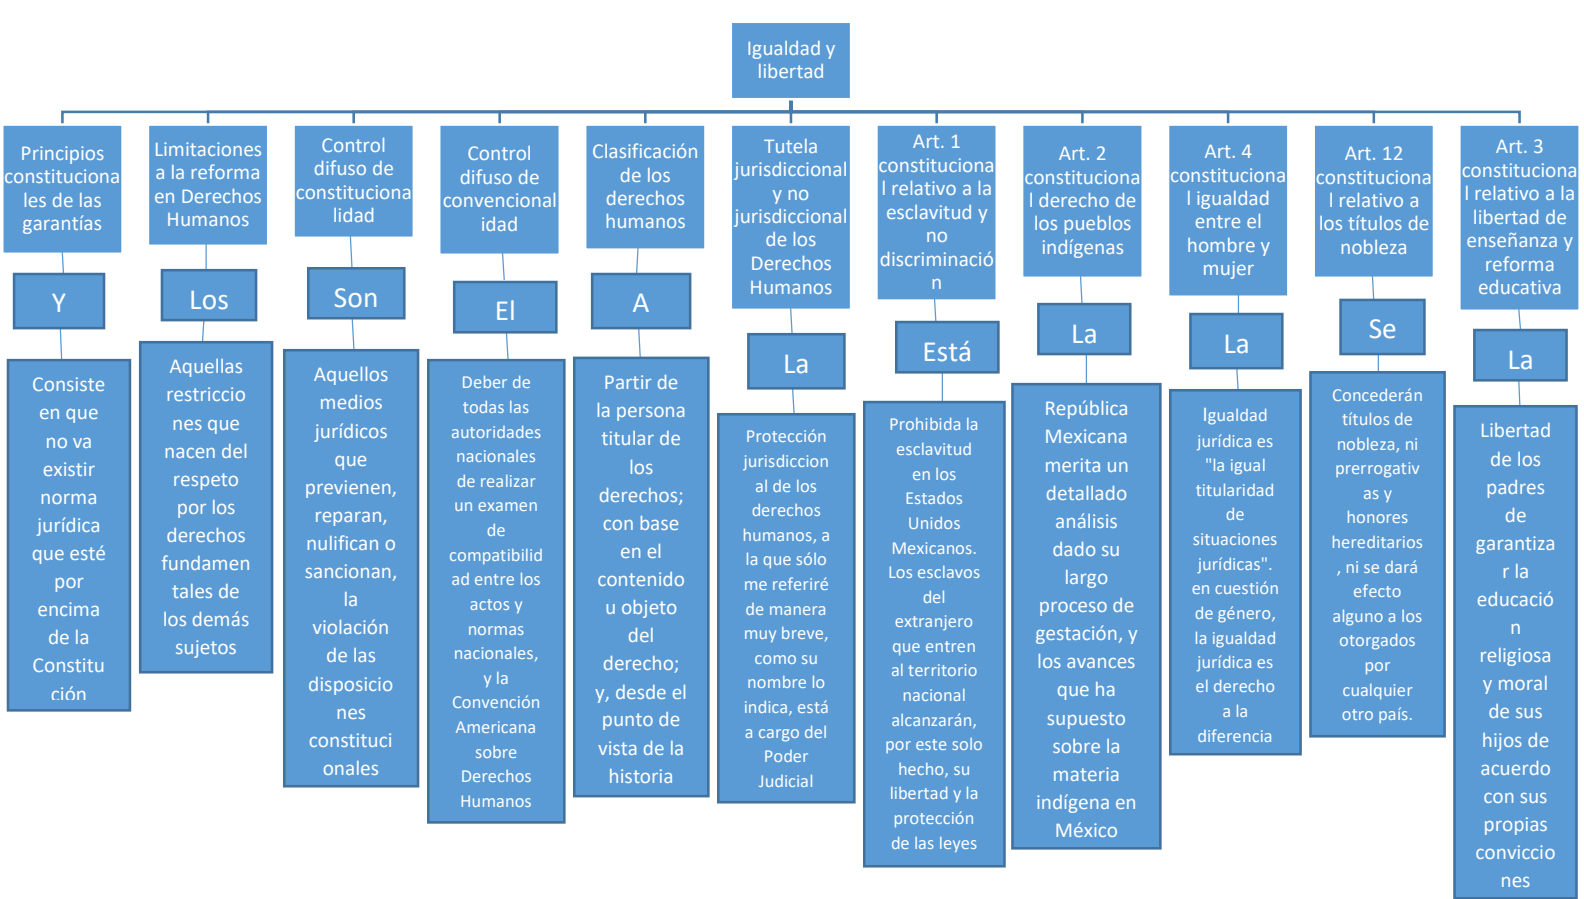 Igualdad y
libertad
Principios
constituciona
les de las
garantías
Y
Consiste
en que
no va
existir
norma
jurídica
que esté
por
encima
de la
Constitu
ción
Limitaciones
a la reforma
en Derechos
Humanos
Los
Aquellas
restriccio
nes que
nacen del
respeto
por los
derechos
fundamen
tales de
los demás
sujetos
Control
difuso de
constituciona
lidad
Son
Aquellos
medios
jurídicos
que
previenen,
reparan,
nulifican o
sancionan,
la
violación
de las
disposicio
nes
constituci
onales
Control
difuso de
convencional
idad
El
Deber de
todas las
autoridades
nacionales
de realizar
un examen
de
compatibilid
ad entre los
actos y
normas
nacionales,
y la
Convención
Americana
sobre
Derechos
Humanos
Clasificación
de los
derechos
humanos
A
Partir de
la persona
titular de
los
derechos;
con base
en el
contenido
u objeto
del
derecho;
y, desde el
punto de
vista de la
historia
Tutela
jurisdiccional
y no
jurisdiccional
de los
Derechos
Humanos
La
Protección
jurisdiccion
al de los
derechos
humanos, a
la que sólo
me referiré
de manera
muy breve,
como su
nombre lo
indica, está
a cargo del
Poder
Judicial
Art. 1
constituciona
l relativo a la
esclavitud y
no
discriminació
n
Está
Prohibida la
esclavitud
en los
Estados
Unidos
Mexicanos.
Los esclavos
del
extranjero
que entren
al territorio
nacional
alcanzarán,
por este solo
hecho, su
libertad y la
protección
de las leyes
Art. 2
constituciona
l derecho de
los pueblos
indígenas
La
República
Mexicana
merita un
detallado
análisis
dado su
largo
proceso de
gestación, y
los avances
que ha
supuesto
sobre la
materia
indígena en
México
Art. 4
constituciona
l igualdad
entre el
hombre y
mujer
La
Igualdad
jurídica es
"la igual
titularidad
de
situaciones
jurídicas".
en cuestión
de género,
la igualdad
jurídica es
el derecho
a la
diferencia
Art. 12
constituciona
l relativo a
los títulos de
nobleza
Se
Concederán
títulos de
nobleza, ni
prerrogativ
as y
honores
hereditarios
, ni se dará
efecto
alguno a los
otorgados
por
cualquier
otro país.
Art. 3
constituciona
l relativo a la
libertad de
enseñanza y
reforma
educativa
La
Libertad
de los
padres
de
garantiza
r la
educació
n
religiosa
y moral
de sus
hijos de
acuerdo
con sus
propias
conviccio
nes